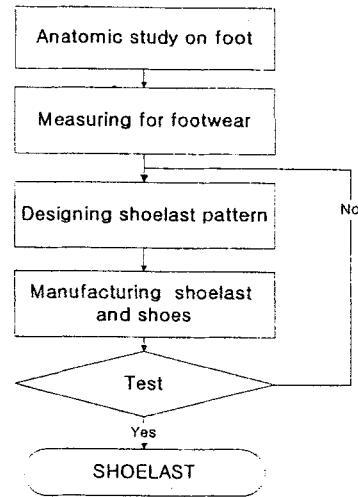 Anatomic study on foot
Measuring for footwear
No
Designing shoelast pattern
Manufacturing shoelast
and shoes
Test
Yes
SHOELAST